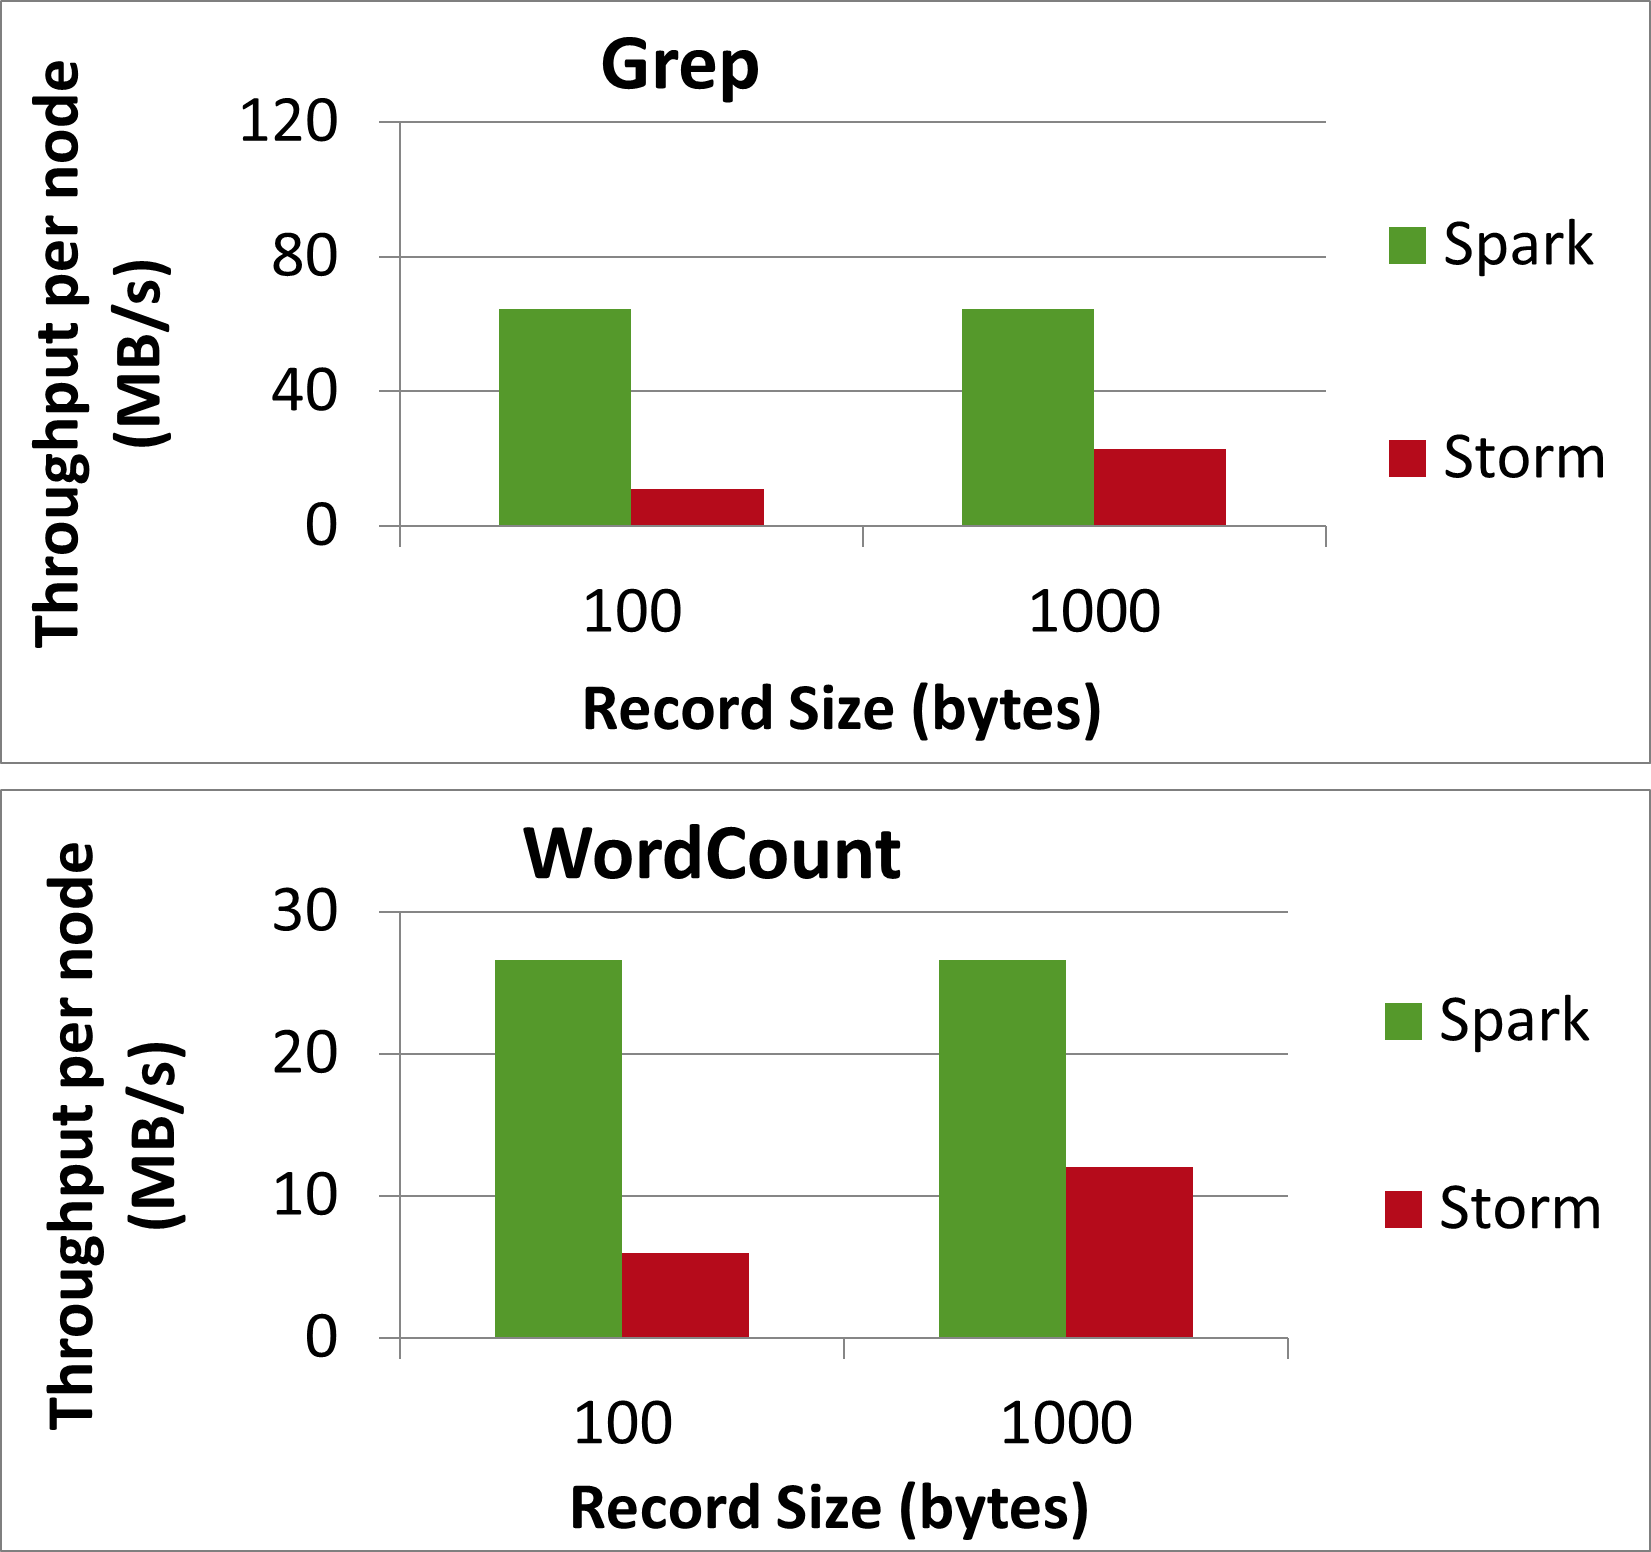 Grep
Throughput per node
(MB/s)
120
80
40
0
100 1000
Record Size (bytes)
Spark
Storm
WordCount
Throughput per node
(MB/s)
30
20
10
0
100 1000
Record Size (bytes)
Spark
Storm